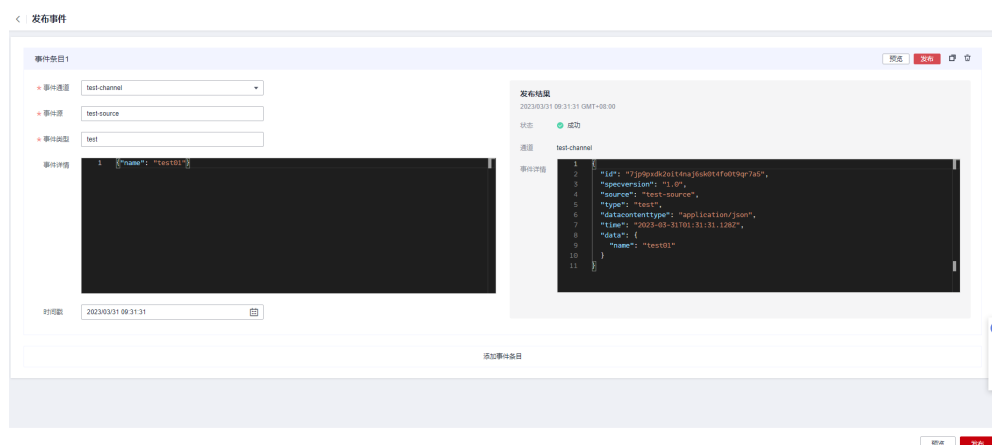 发布事件
事件条目1
预览 发布
* 事件通道 test-channel
* 事件源 test-source
* 事件类型 test
事件详情
1 {"name": "test01"}
时间戳 2023/03/31 09:31:31
发布结果
2023/03/31 09:31:31 GMT+08:00
状态 成功
通道 test-channel
事件详情
1 {
2 "id": "7jp9pxdk2oit4naj6sk0t4fo0t9qr7a5",
3 "specversion": "1.0",
4 "source": "test-source",
5 "type": "test",
6 "datacontenttype": "application/json",
7 "time": "2023-03-31T01:31:31.128Z",
8 "data": {
9 "name": "test01"
10 }
11 }
添加事件条目
预览 发布